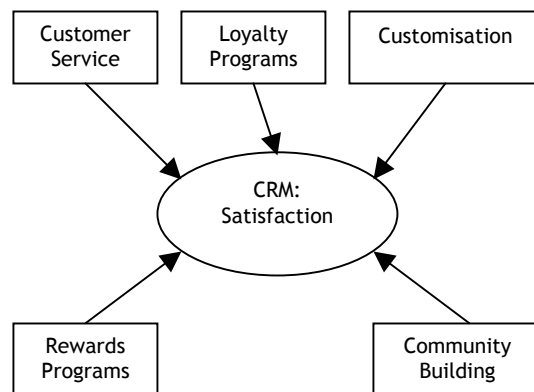 Customer
Service
Loyalty
Programs
Customisation
CRM:
Satisfaction
Rewards
Programs
Community
Building